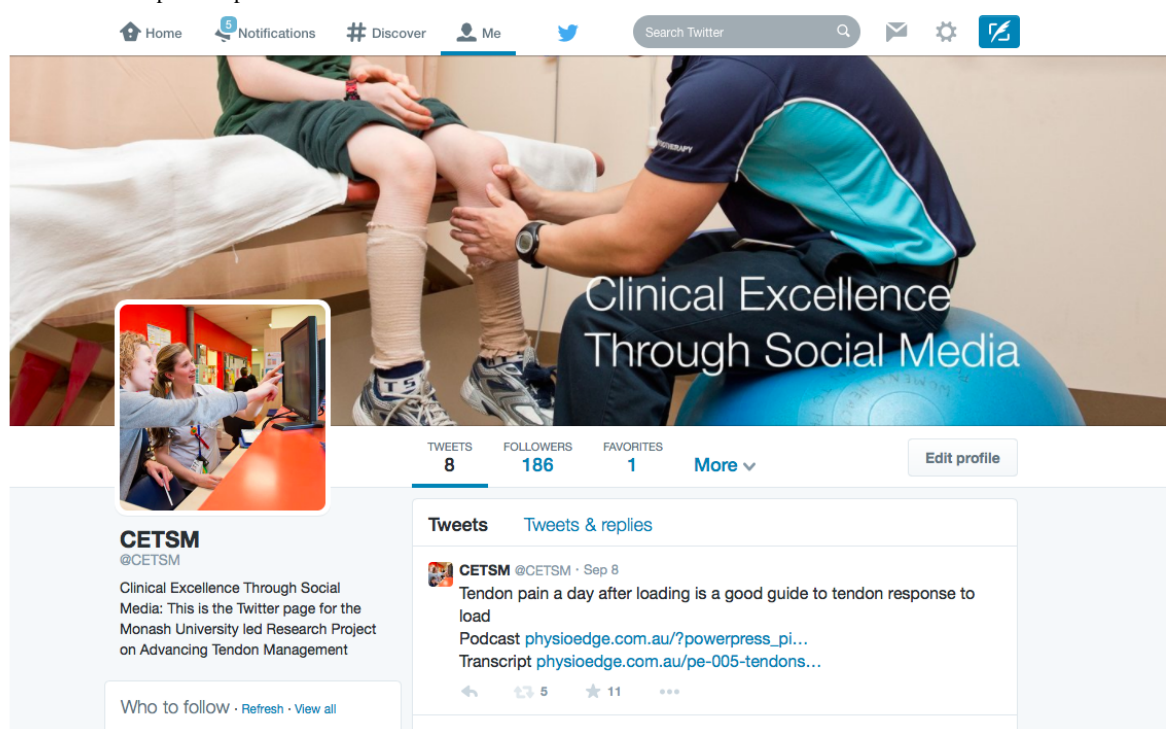 Home
5
Notifications
Discover
Me
Search Twitter
Clinical Excellence
Through Social Media
TWEETS
8
FOLLOWERS
186
FAVORITES
1
More
Edit profile
CETSM
@CETSM
Clinical Excellence Through Social
Media: This is the Twitter page for the
Monash University led Research Project
on Advancing Tendon Management
Who to follow · Refresh · View all
Tweets Tweets & replies
CETSM @CETSM · Sep 8
Tendon pain a day after loading is a good guide to tendon response to
load
Podcast physioedge.com.au/?powerpress_pi…
Transcript physioedge.com.au/pe-005-tendons…
5 11